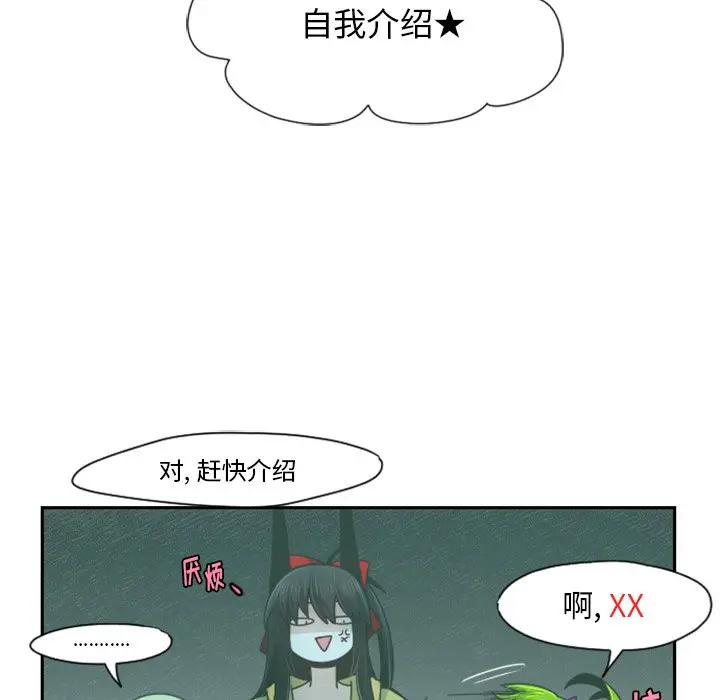 自我介绍★
对, 赶快介绍
厌烦、
............
啊, XX